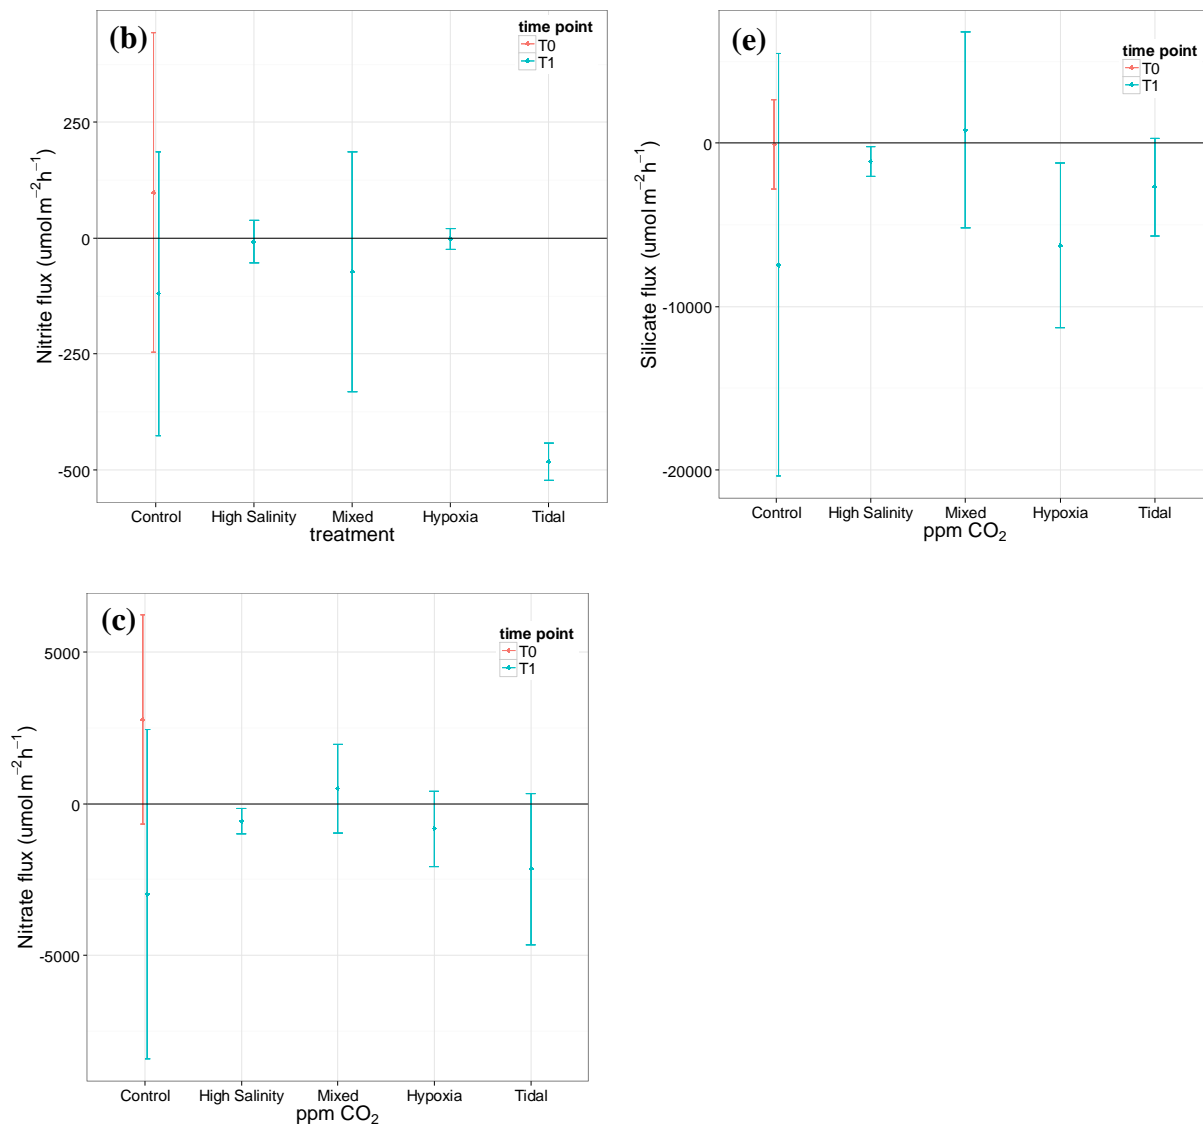 (b)
time point
T0
T1
250
0
-250
-500
Nitrite flux (umol m−2h−1)
Control High Salinity Mixed Hypoxia Tidal
treatment
(e)
time point
T0
T1
0
-10000
-20000
Silicate flux (umol m−2h−1)
Control High Salinity Mixed Hypoxia Tidal
ppm CO2
(c)
time point
T0
T1
5000
0
-5000
Nitrate flux (umol m−2h−1)
Control High Salinity Mixed Hypoxia Tidal
ppm CO2